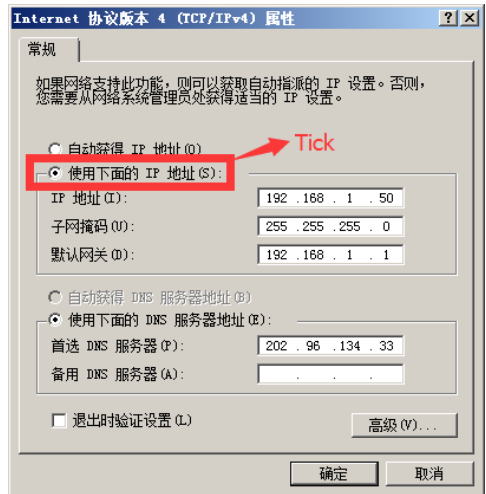 Internet 协议版本 4 (TCP/IPv4) 属性
常规
如果网络支持此功能，则可以获取自动指派的 IP 设置。否则，
您需要从网络系统管理员处获得适当的 IP 设置。
自动获得 IP 地址(O)
Tick
使用下面的 IP 地址(S):
IP 地址(I): 192 .168 . 1 . 50
子网掩码(U): 255 .255 .255 . 0
默认网关(D): 192 .168 . 1 . 1
自动获得 DNS 服务器地址(B)
使用下面的 DNS 服务器地址(E):
首选 DNS 服务器(P): 202 . 96 .134 . 33
备用 DNS 服务器(A): . . .
退出时验证设置(L)
高级(V)...
确定 取消